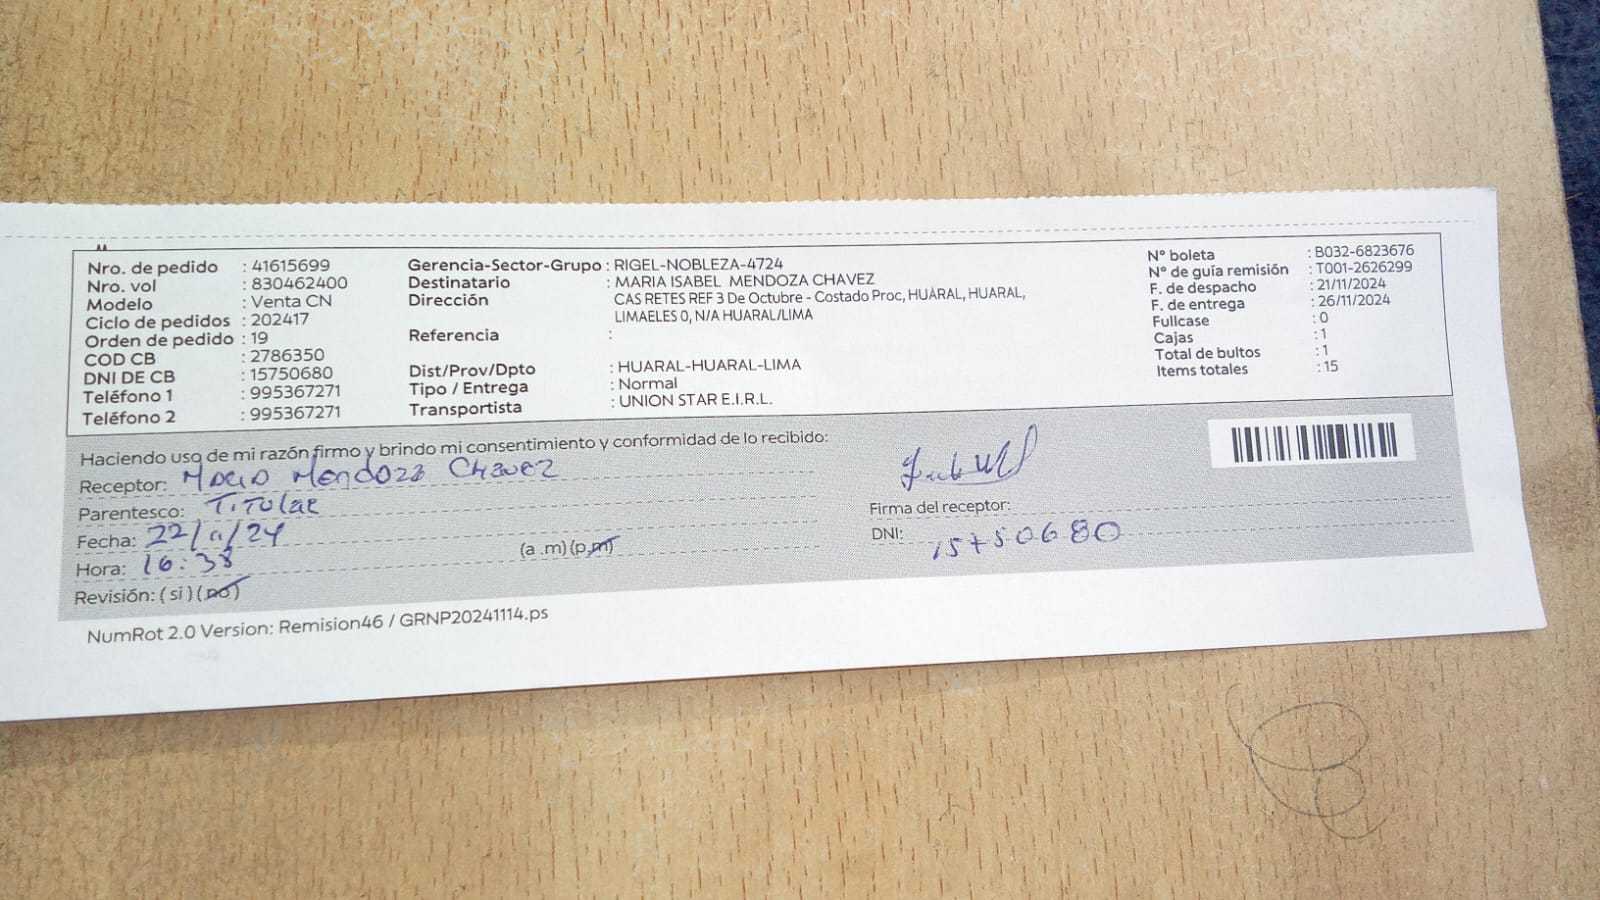 Nro. de pedido : 41615699
Nro. vol : 830462400
Modelo : Venta CN
Ciclo de pedidos : 202417
Orden de pedido : 19
COD CB : 2786350
DNI DE CB : 15750680
Teléfono 1 : 995367271
Teléfono 2 : 995367271
Gerencia-Sector-Grupo : RIGEL-NOBLEZA-4724
Destinatario : MARIA ISABEL MENDOZA CHAVEZ
Dirección CAS RETES REF 3 De Octubre - Costado Proc, HUARAL, HUARAL,
LIMAELES 0, N/A HUARAL/LIMA
Referencia :
Dist/Prov/Dpto : HUARAL-HUARAL-LIMA
Tipo / Entrega : Normal
Transportista : UNION STAR E.I.R.L.
N° boleta : B032-6823676
N° de guía remisión : T001-2626299
F. de despacho : 21/11/2024
F. de entrega : 26/11/2024
Fullcase : 0
Cajas : 1
Total de bultos : 1
Items totales : 15
Haciendo uso de mi razón firmo y brindo mi consentimiento y conformidad de lo recibido:
Receptor: Mendoza Chavez
Parentesco: Titular
Fecha: 22/11/24
Hora: 16:38 (a .m) (p.m)
Revisión: ( si ) ( no )
Firma del receptor:
DNI: 15750680
NumRot 2.0 Version: Remision46 / GRNP20241114.ps